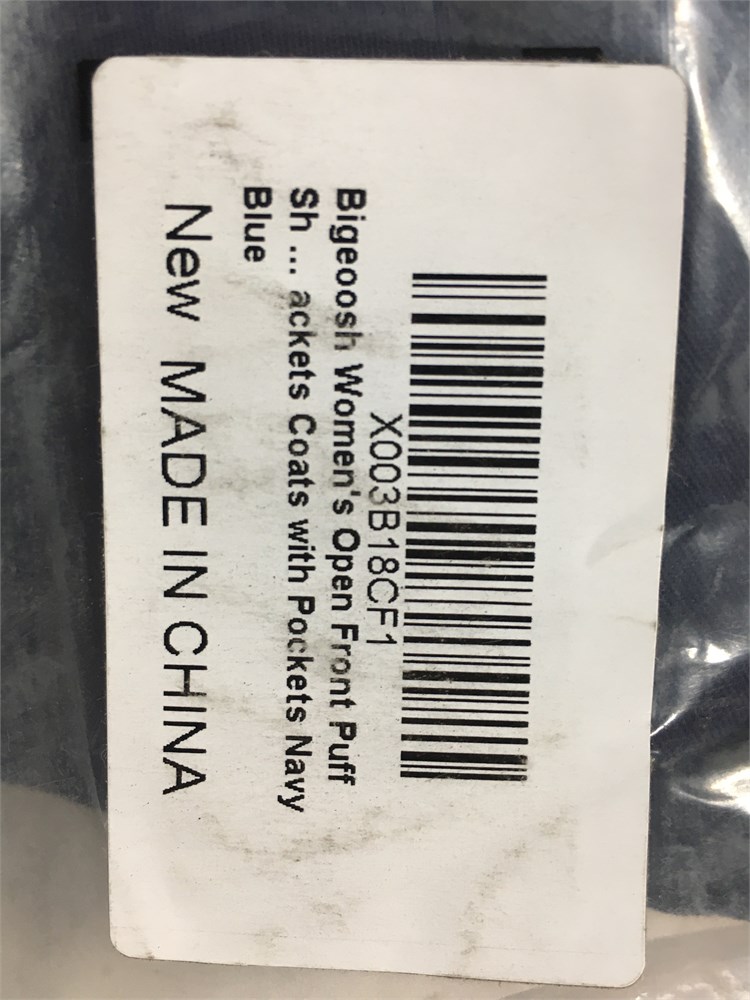 X003B18CF1
Bigeoosh Women's Open Front Puff
Sh ... ackets Coats with Pockets Navy
Blue
New MADE IN CHINA